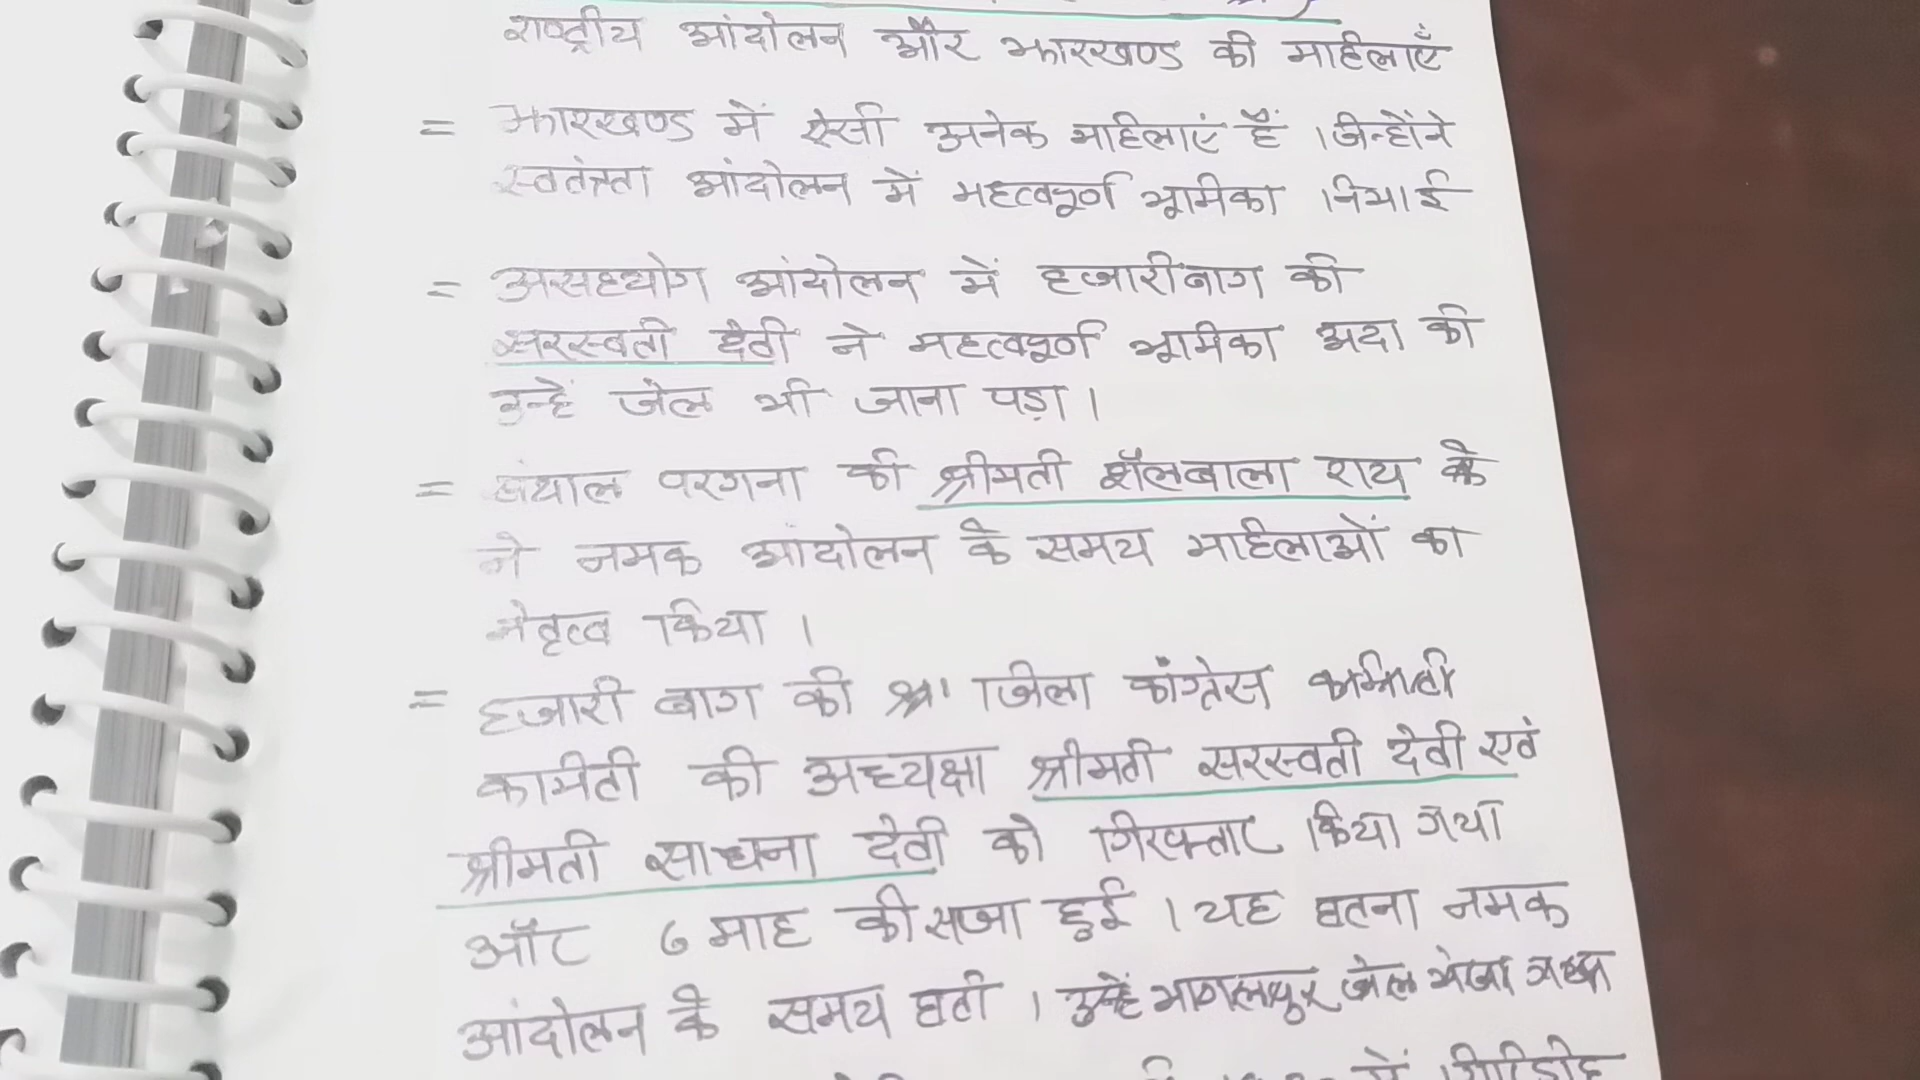 राष्ट्रीय आंदोलन और झारखण्ड की महिलाएँ
= झारखण्ड में ऐसी अनेक महिलाएं हैं । जिन्होंने
स्वतंत्रता आंदोलन में महत्वपूर्ण भूमिका निभाई
= असहयोग आंदोलन में हजारीबाग की
सरस्वती देवी ने महत्वपूर्ण भूमिका अदा की
उन्हें जेल भी जाना पड़ा ।
= संथाल परगना की श्रीमती शैलबाला राय के
ने नमक आंदोलन के समय महिलाओं का
नेतृत्व किया ।
= हजारी बाग की जिला कांग्रेस
कमिटी की अध्यक्षा श्रीमती सरस्वती देवी एवं
श्रीमती साधना देवी को गिरफ्तार किया गया
और 6 माह की सजा हुई । यह घटना नमक
आंदोलन के समय घटी । उन्हें भागलपुर जेल भेजा गया
में गिरिडीह